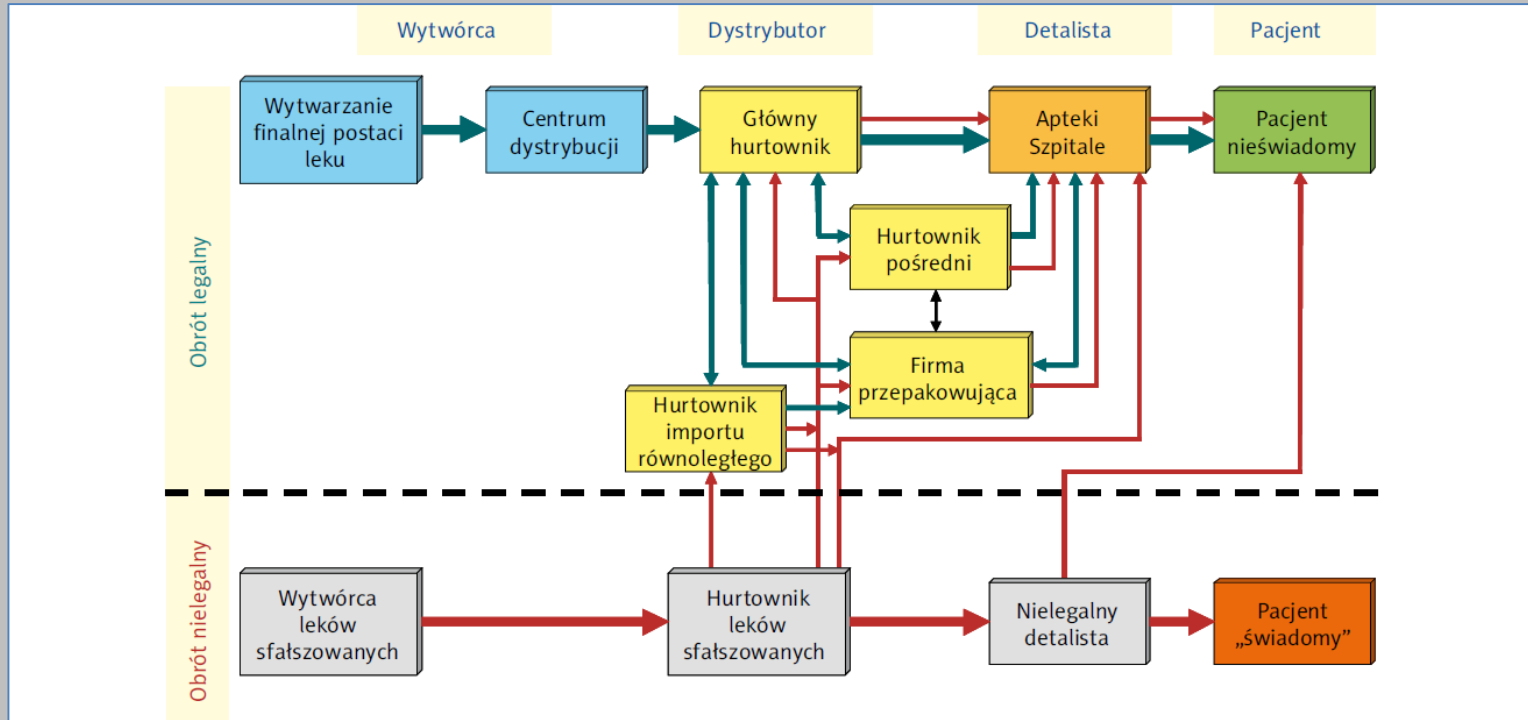 Wytwórca
Dystrybutor
Detalista
Pacjent
Obrót legalny
Wytwarzanie
finalnej postaci
leku
Centrum
dystrybucji
Główny
hurtownik
Apteki
Szpitale
Pacjent
nieświadomy
Hurtownik
pośredni
Firma
przepakowująca
Hurtownik
importu
równoległego
Obrót nielegalny
Wytwórca
leków
sfałszowanych
Hurtownik
leków
sfałszowanych
Nielegalny
detalista
Pacjent
„świadomy”